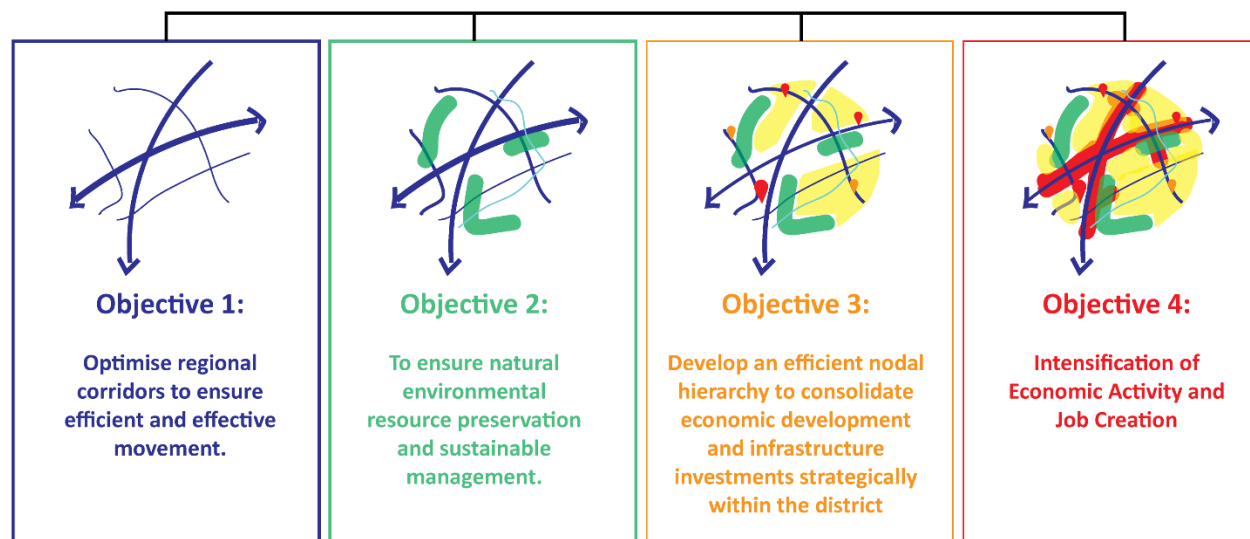 Objective 1:
Optimise regional
corridors to ensure
efficient and effective
movement.
Objective 2:
To ensure natural
environmental
resource preservation
and sustainable
management.
Objective 3:
Develop an efficient nodal
hierarchy to consolidate
economic development
and infrastructure
investments strategically
within the district
Objective 4:
Intensification of
Economic Activity and
Job Creation